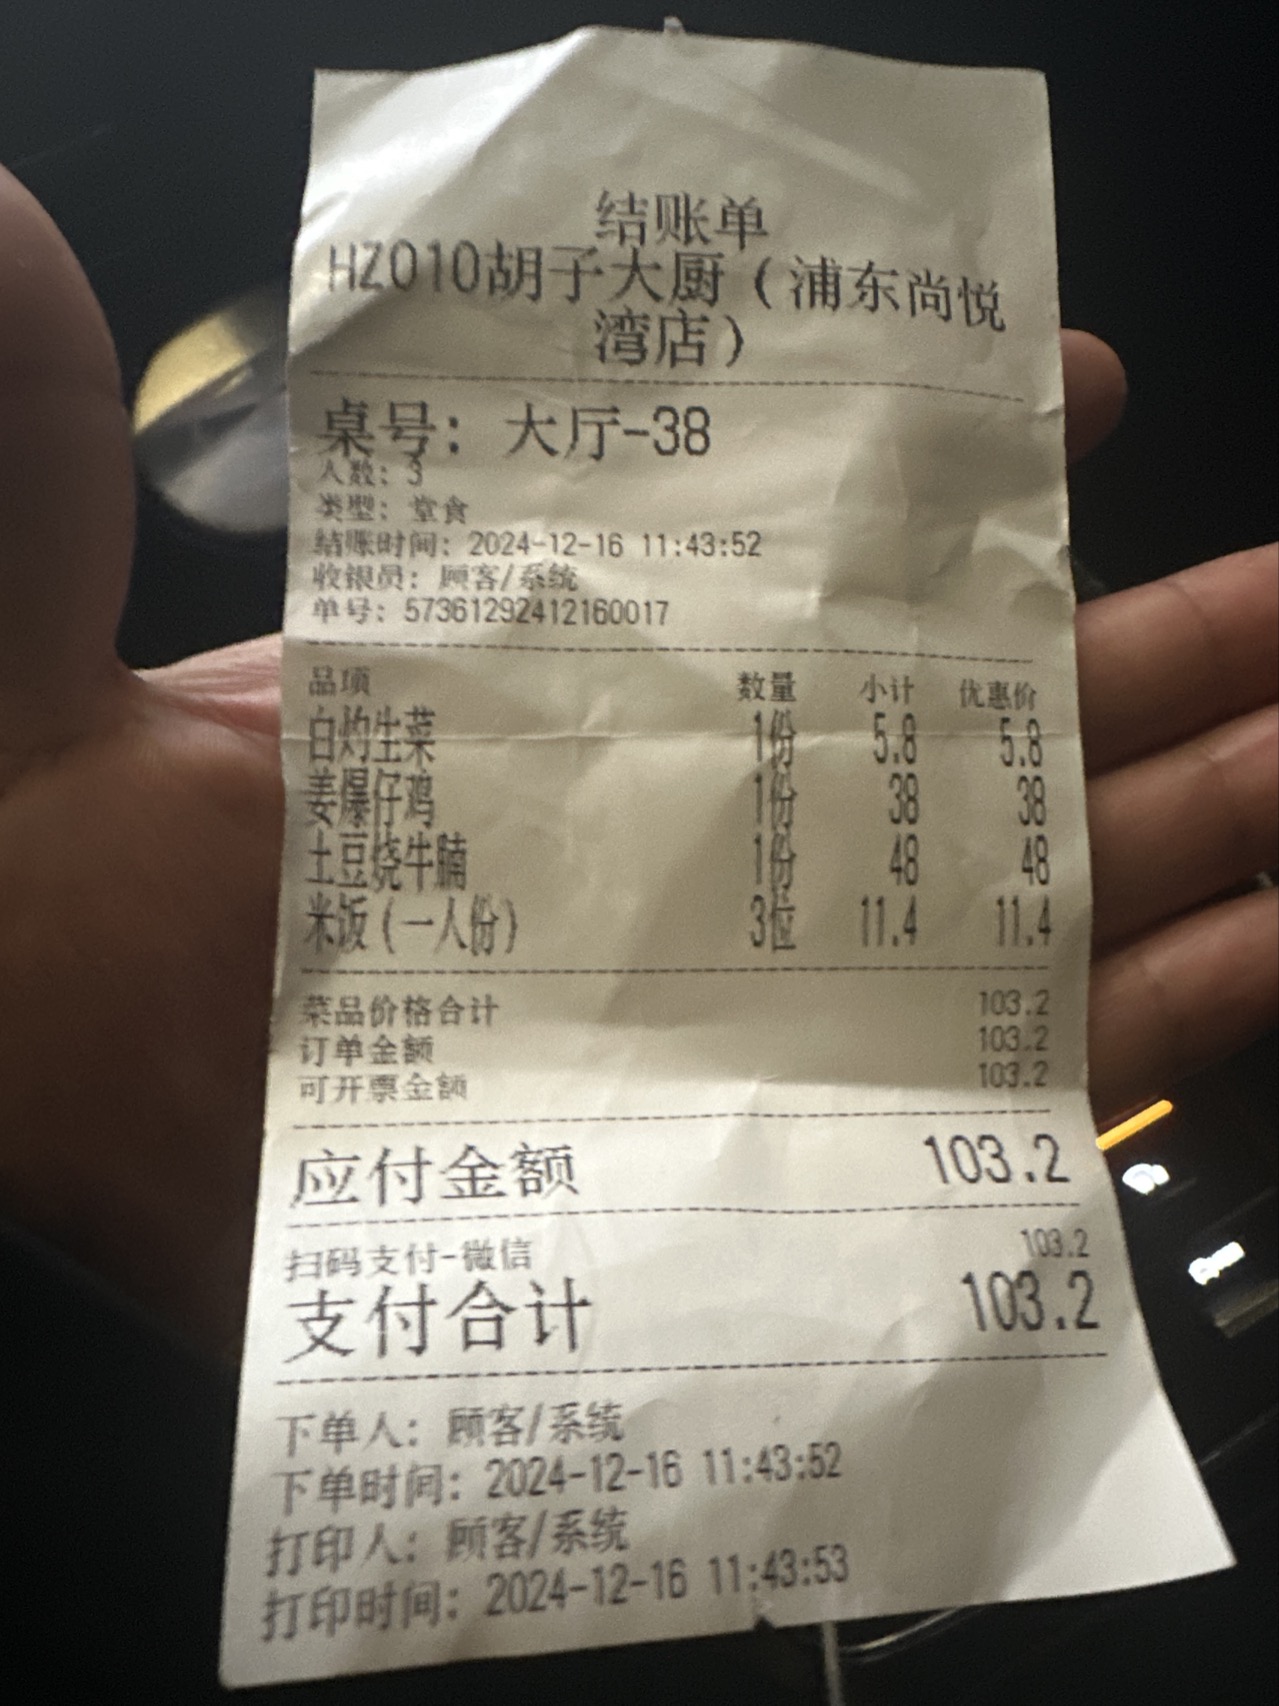 结账单
HZ010胡子大厨（浦东尚悦
湾店）
桌号：大厅-38
人数：3
类型：堂食
结账时间：2024-12-16 11:43:52
收银员：顾客/系统
单号：57361292412160017
品项 数量 小计 优惠价
白灼生菜 1份 5.8 5.8
姜爆仔鸡 1份 38 38
土豆烧牛腩 1份 48 48
米饭（一人份） 3位 11.4 11.4
菜品价格合计 103.2
订单金额 103.2
可开票金额 103.2
应付金额 103.2
扫码支付-微信 103.2
支付合计 103.2
下单人：顾客/系统
下单时间：2024-12-16 11:43:52
打印人：顾客/系统
打印时间：2024-12-16 11:43:53